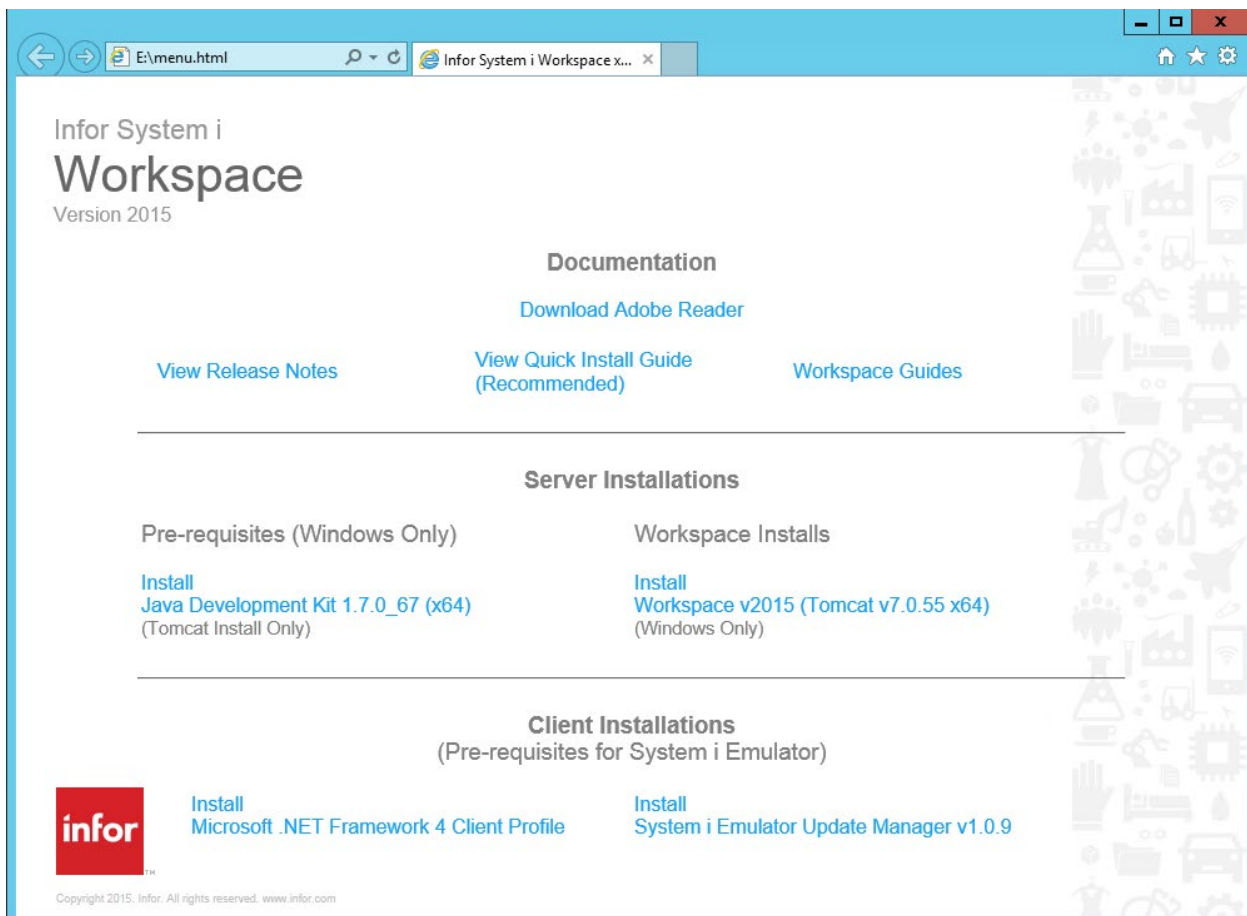 E:\menu.html
Infor System i Workspace x...
Infor System i
Workspace
Version 2015
Documentation
Download Adobe Reader
View Release Notes
View Quick Install Guide
(Recommended)
Workspace Guides
Server Installations
Pre-requisites (Windows Only)
Workspace Installs
Install
Java Development Kit 1.7.0_67 (x64)
(Tomcat Install Only)
Install
Workspace v2015 (Tomcat v7.0.55 x64)
(Windows Only)
Client Installations
(Pre-requisites for System i Emulator)
Install
Microsoft .NET Framework 4 Client Profile
Install
System i Emulator Update Manager v1.0.9
infor
TM
Copyright 2015. Infor. All rights reserved. www.infor.com